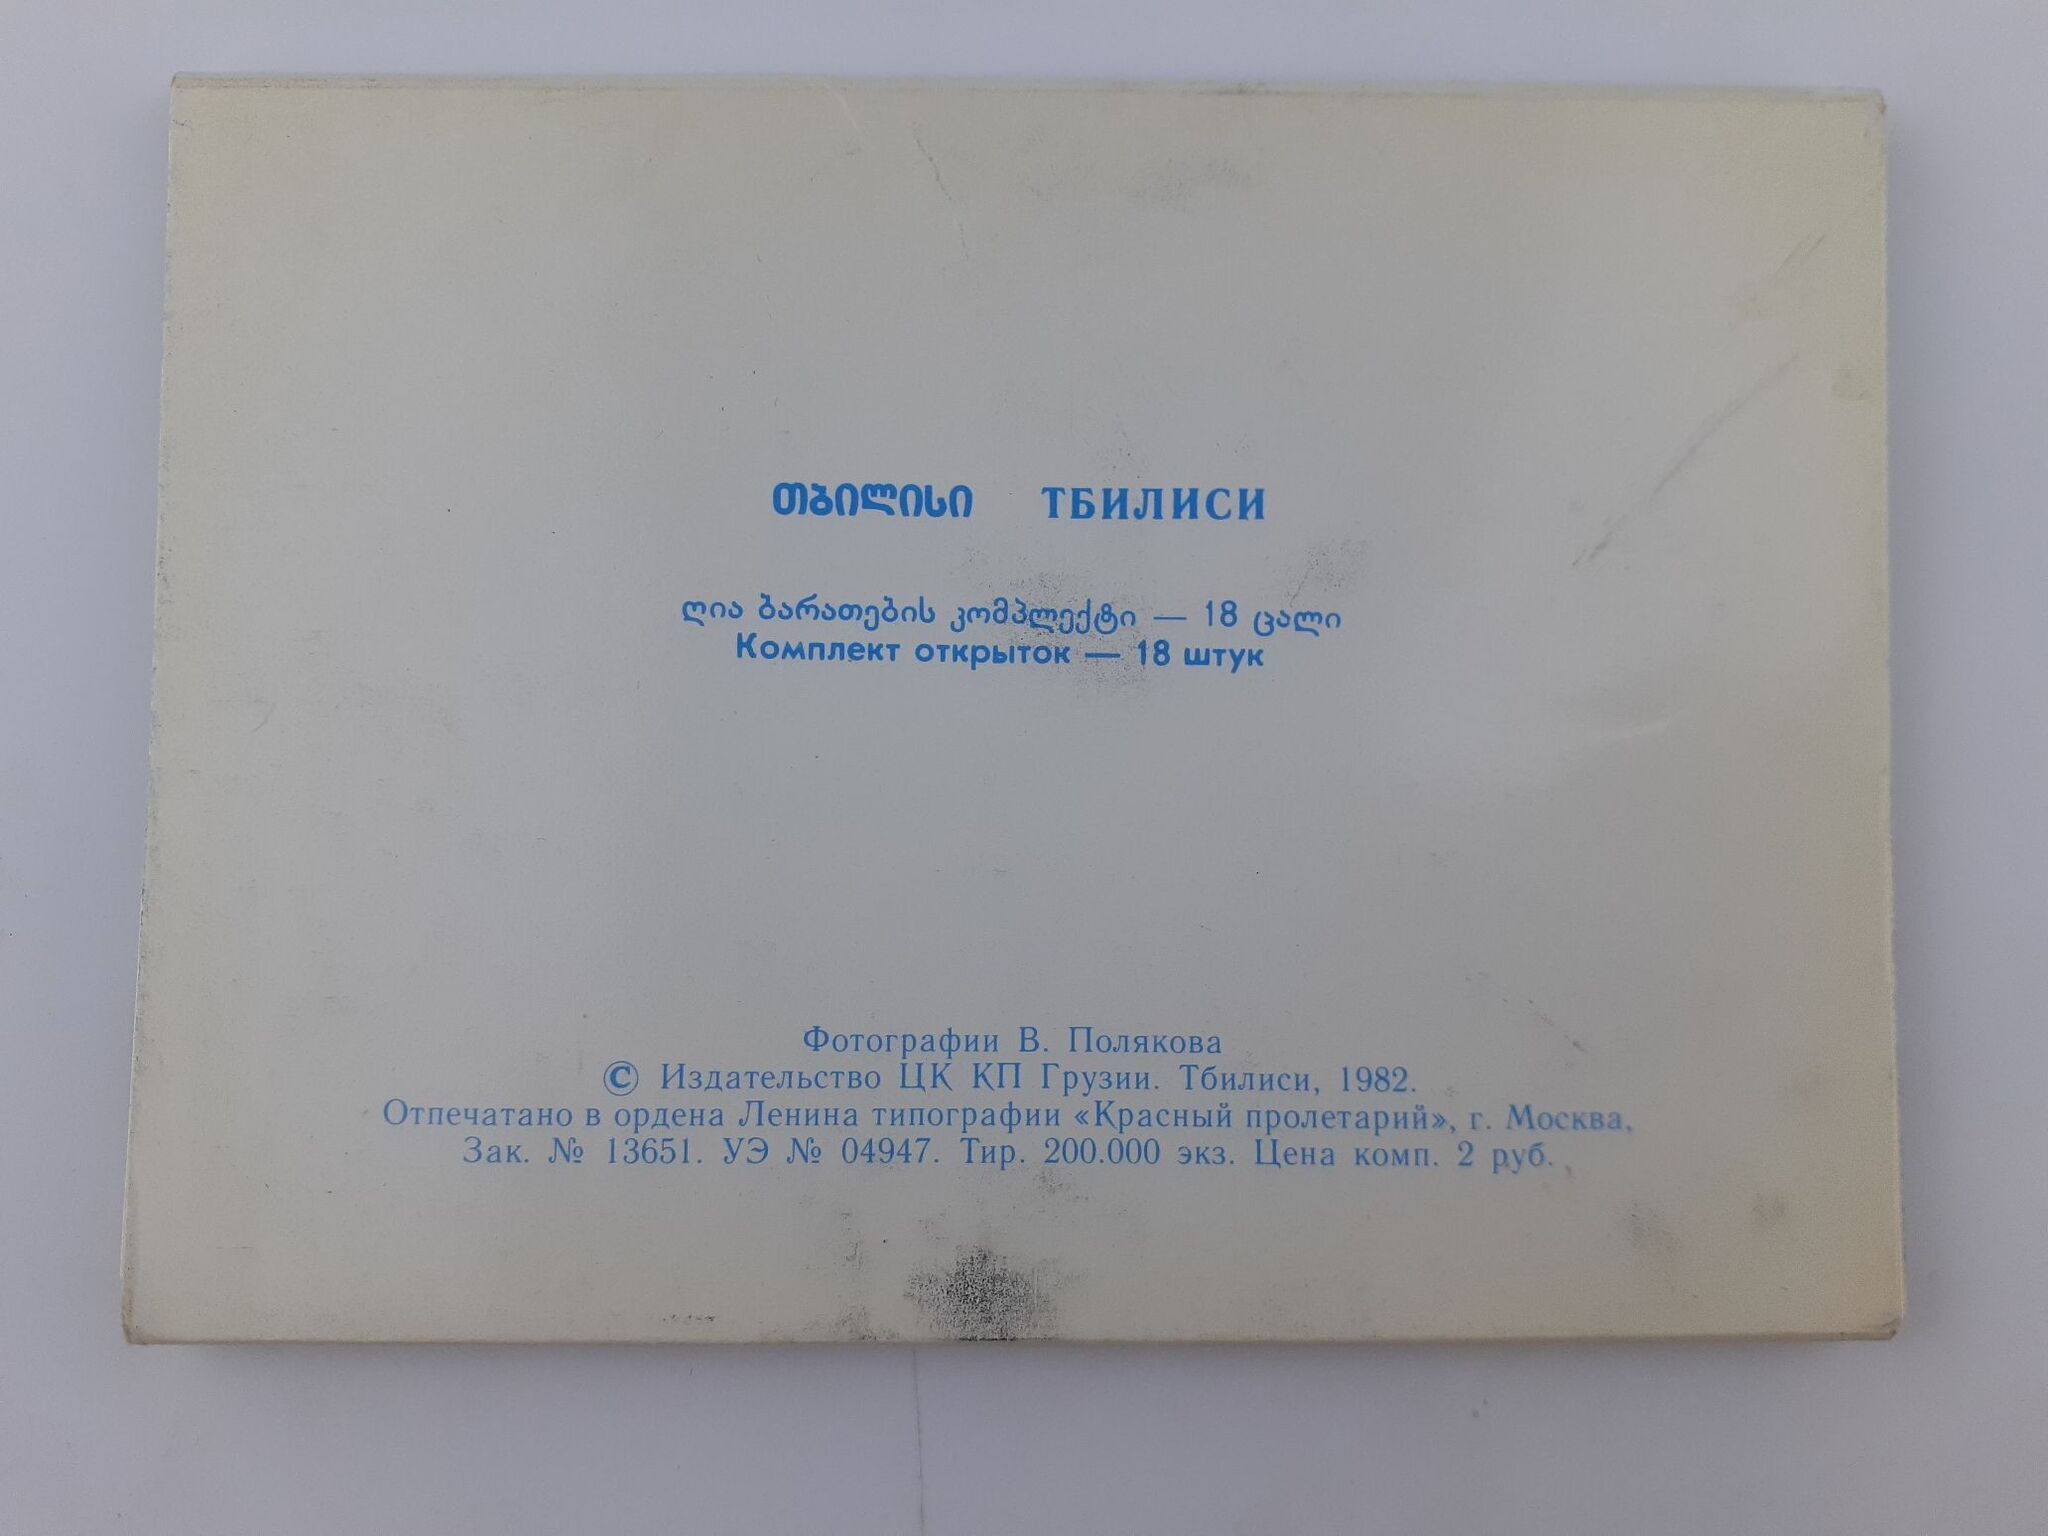 თბილისი ТБИЛИСИ
ღია ბარათების კომპლექტი — 18 ცალი
Комплект открыток — 18 штук
Фотографии В. Полякова
© Издательство ЦК КП Грузии. Тбилиси, 1982.
Отпечатано в ордена Ленина типографии «Красный пролетарий», г. Москва.
Зак. № 13651. УЭ № 04947. Тир. 200.000 экз. Цена комп. 2 руб.